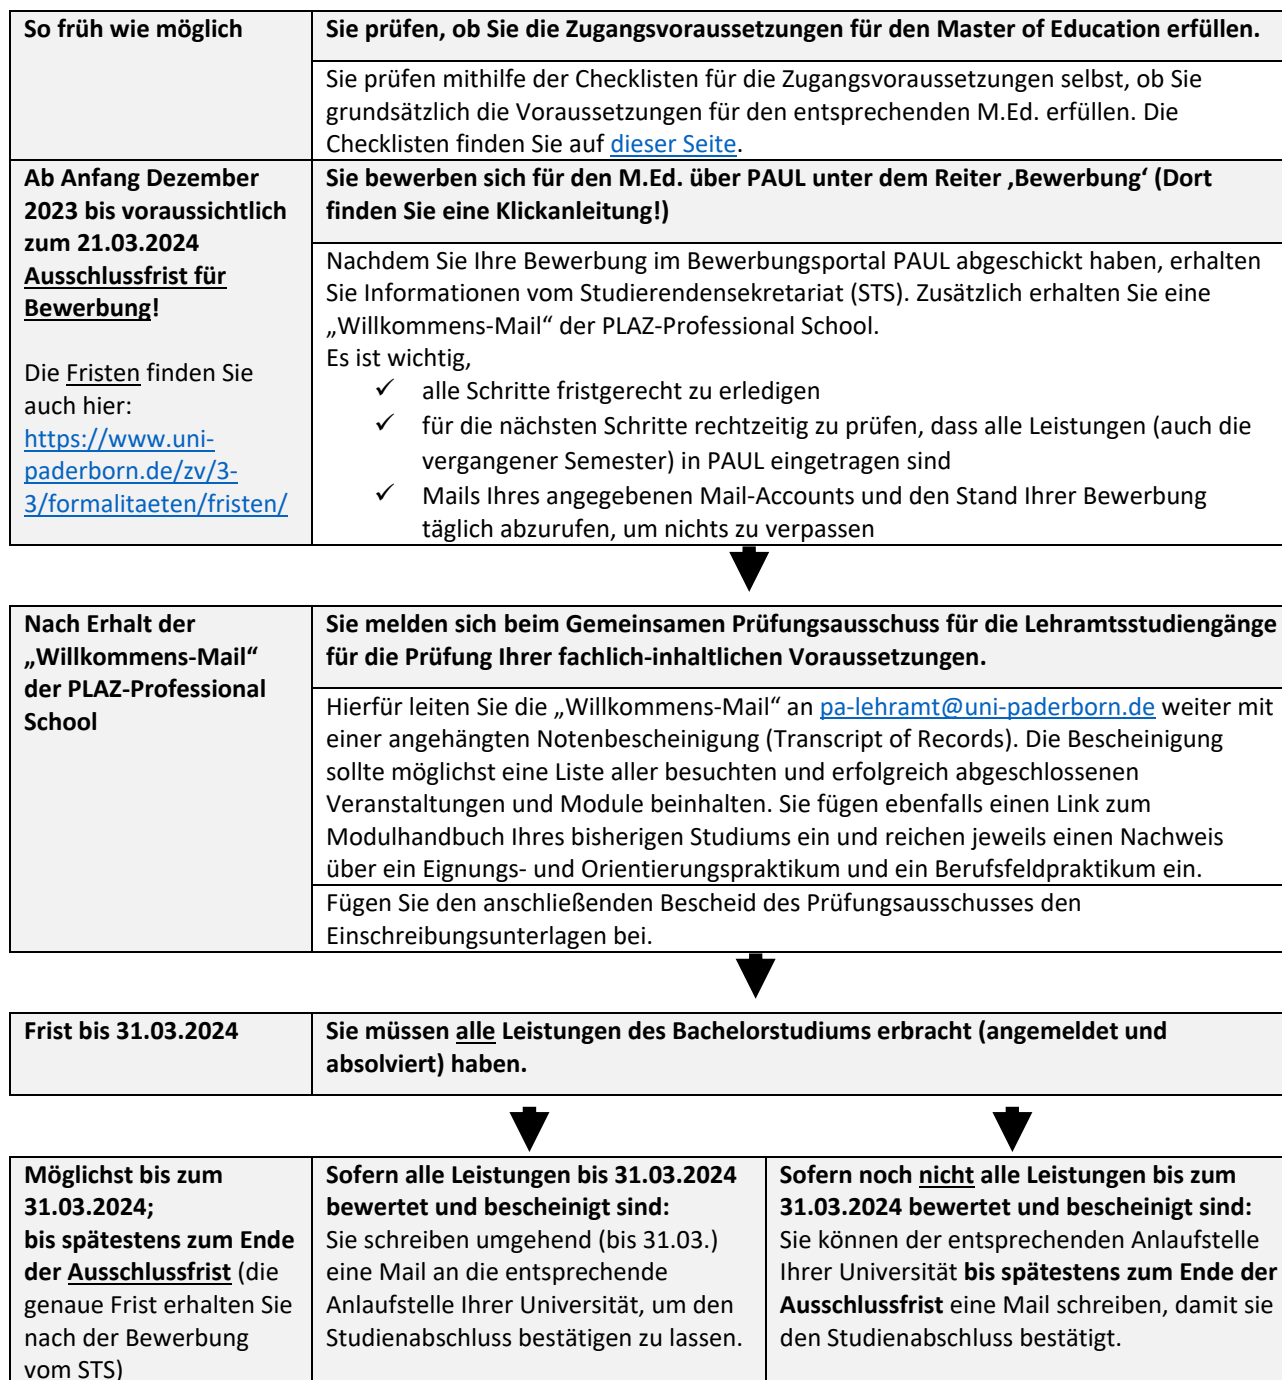 So früh wie möglich
Sie prüfen, ob Sie die Zugangsvoraussetzungen für den Master of Education erfüllen.
Sie prüfen mithilfe der Checklisten für die Zugangsvoraussetzungen selbst, ob Sie
grundsätzlich die Voraussetzungen für den entsprechenden M.Ed. erfüllen. Die
Checklisten finden Sie auf dieser Seite.
Ab Anfang Dezember
2023 bis voraussichtlich
zum 21.03.2024
Ausschlussfrist für
Bewerbung!
Die Fristen finden Sie
auch hier:
https://www.uni-
paderborn.de/zv/3-
3/formalitaeten/fristen/
Sie bewerben sich für den M.Ed. über PAUL unter dem Reiter ‚Bewerbung‘ (Dort
finden Sie eine Klickanleitung!)
Nachdem Sie Ihre Bewerbung im Bewerbungsportal PAUL abgeschickt haben, erhalten
Sie Informationen vom Studierendensekretariat (STS). Zusätzlich erhalten Sie eine
„Willkommens-Mail“ der PLAZ-Professional School.
Es ist wichtig,
✓ alle Schritte fristgerecht zu erledigen
✓ für die nächsten Schritte rechtzeitig zu prüfen, dass alle Leistungen (auch die
vergangener Semester) in PAUL eingetragen sind
✓ Mails Ihres angegebenen Mail-Accounts und den Stand Ihrer Bewerbung
täglich abzurufen, um nichts zu verpassen
Nach Erhalt der
„Willkommens-Mail“
der PLAZ-Professional
School
Sie melden sich beim Gemeinsamen Prüfungsausschuss für die Lehramtsstudiengänge
für die Prüfung Ihrer fachlich-inhaltlichen Voraussetzungen.
Hierfür leiten Sie die „Willkommens-Mail“ an pa-lehramt@uni-paderborn.de weiter mit
einer angehängten Notenbescheinigung (Transcript of Records). Die Bescheinigung
sollte möglichst eine Liste aller besuchten und erfolgreich abgeschlossenen
Veranstaltungen und Module beinhalten. Sie fügen ebenfalls einen Link zum
Modulhandbuch Ihres bisherigen Studiums ein und reichen jeweils einen Nachweis
über ein Eignungs- und Orientierungspraktikum und ein Berufsfeldpraktikum ein.
Fügen Sie den anschließenden Bescheid des Prüfungsausschusses den
Einschreibungsunterlagen bei.
Frist bis 31.03.2024
Sie müssen alle Leistungen des Bachelorstudiums erbracht (angemeldet und
absolviert) haben.
Möglichst bis zum
31.03.2024;
bis spätestens zum Ende
der Ausschlussfrist (die
genaue Frist erhalten Sie
nach der Bewerbung
vom STS)
Sofern alle Leistungen bis 31.03.2024
bewertet und bescheinigt sind:
Sie schreiben umgehend (bis 31.03.)
eine Mail an die entsprechende
Anlaufstelle Ihrer Universität, um den
Studienabschluss bestätigen zu lassen.
Sofern noch nicht alle Leistungen bis zum
31.03.2024 bewertet und bescheinigt sind:
Sie können der entsprechenden Anlaufstelle
Ihrer Universität bis spätestens zum Ende der
Ausschlussfrist eine Mail schreiben, damit sie
den Studienabschluss bestätigt.